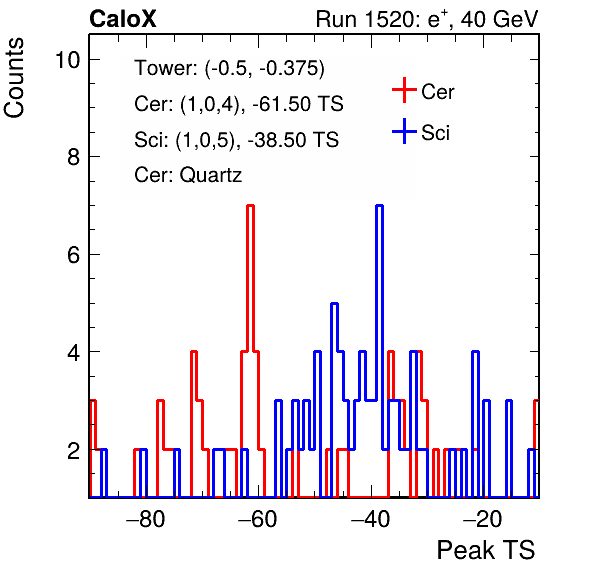 CaloX Run 1520: e⁺, 40 GeV
Counts
Tower: (-0.5, -0.375)
Cer: (1,0,4), -61.50 TS
Sci: (1,0,5), -38.50 TS
Cer: Quartz
Cer
Sci
10
8
6
4
2
−80 −60 −40 −20
Peak TS